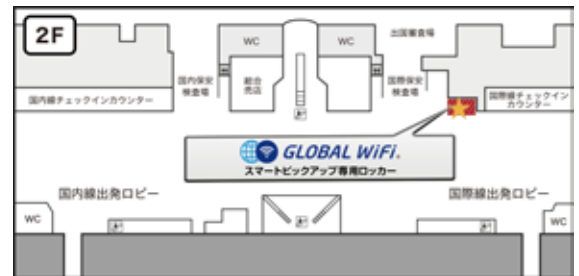 2F
WC
WC
出国審査場
国内保安
検査場
総合
売店
国際保安
検査場
国内線チェックインカウンター
国際線チェックイン
カウンター
GLOBAL WiFi.
スマートピックアップ専用ロッカー
国内線出発ロビー
国際線出発ロビー
WC
WC